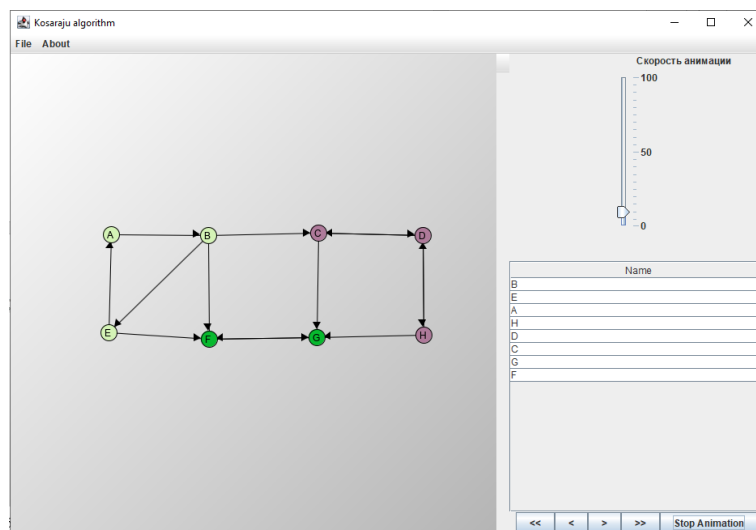 Kosaraju algorithm
File About
Скорость анимации
100
50
0
A
B
C
D
E
F
G
H
Name
B
E
A
H
D
C
G
F
<< < > >> Stop Animation